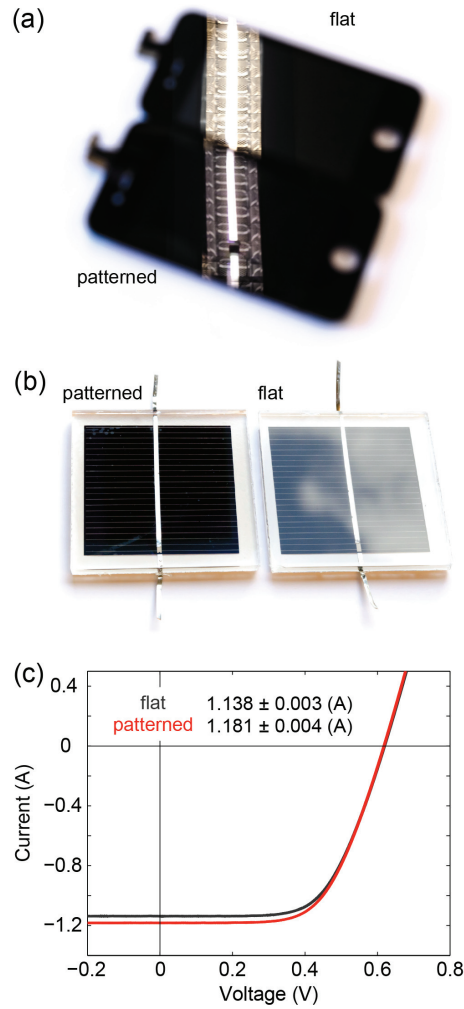 (a)
flat
patterned
(b)
patterned
flat
(c)
0.4
flat 1.138 ± 0.003 (A)
patterned 1.181 ± 0.004 (A)
0
Current (A)
−0.4
−0.8
−1.2
−0.2 0 0.2 0.4 0.6 0.8
Voltage (V)